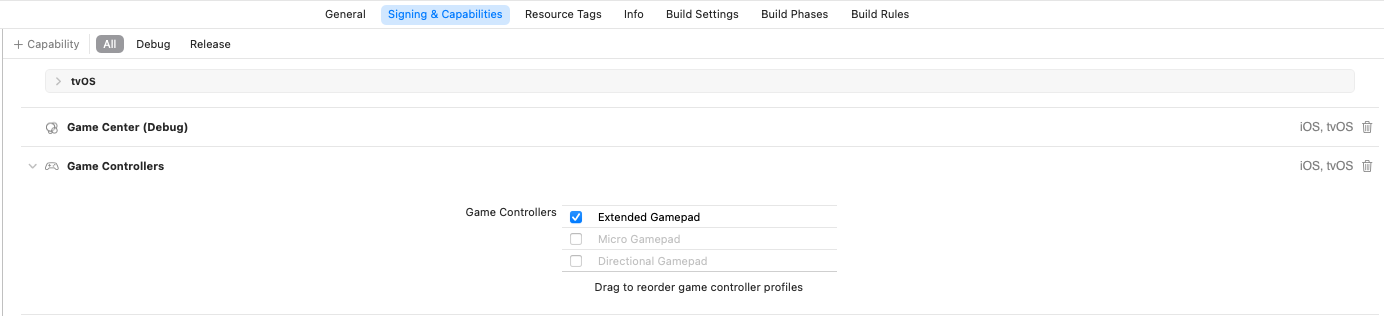 General Signing & Capabilities Resource Tags Info Build Settings Build Phases Build Rules
+ Capability All Debug Release
tvOS
Game Center (Debug) iOS, tvOS
Game Controllers iOS, tvOS
Game Controllers Extended Gamepad
Micro Gamepad
Directional Gamepad
Drag to reorder game controller profiles